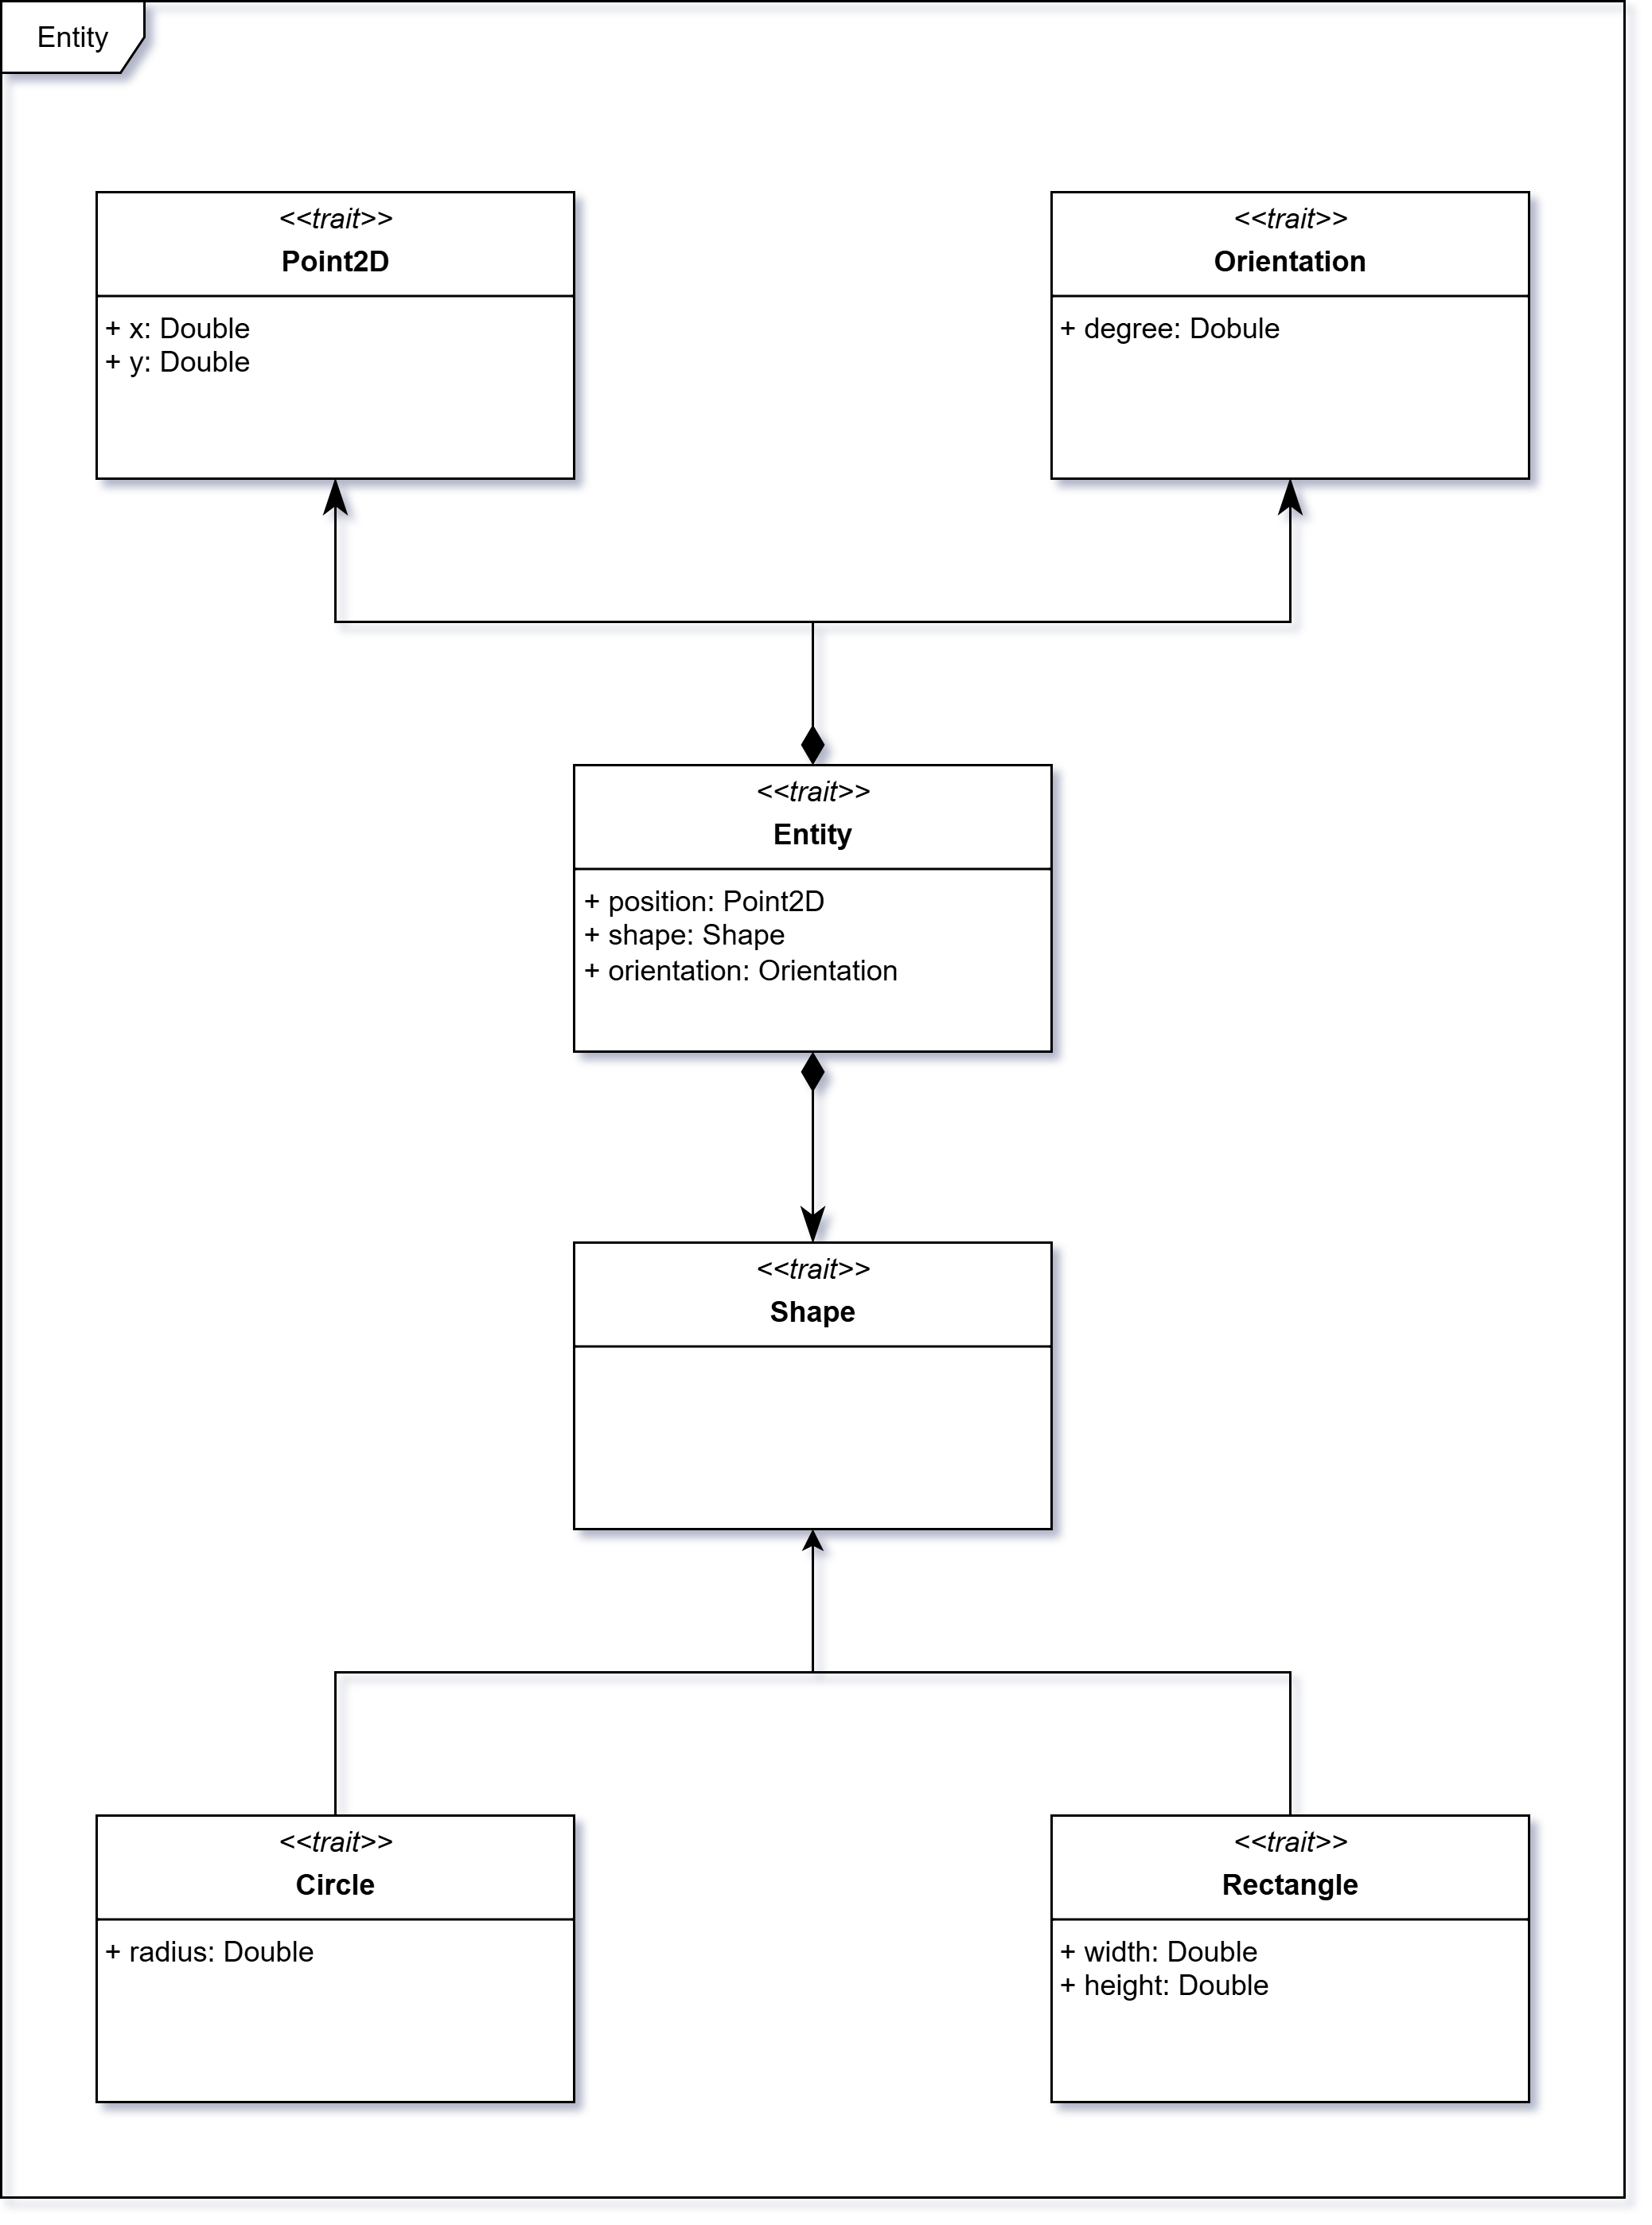 Entity
<<trait>>
Point2D
+ x: Double
+ y: Double
<<trait>>
Orientation
+ degree: Dobule
<<trait>>
Entity
+ position: Point2D
+ shape: Shape
+ orientation: Orientation
<<trait>>
Shape
<<trait>>
Circle
+ radius: Double
<<trait>>
Rectangle
+ width: Double
+ height: Double